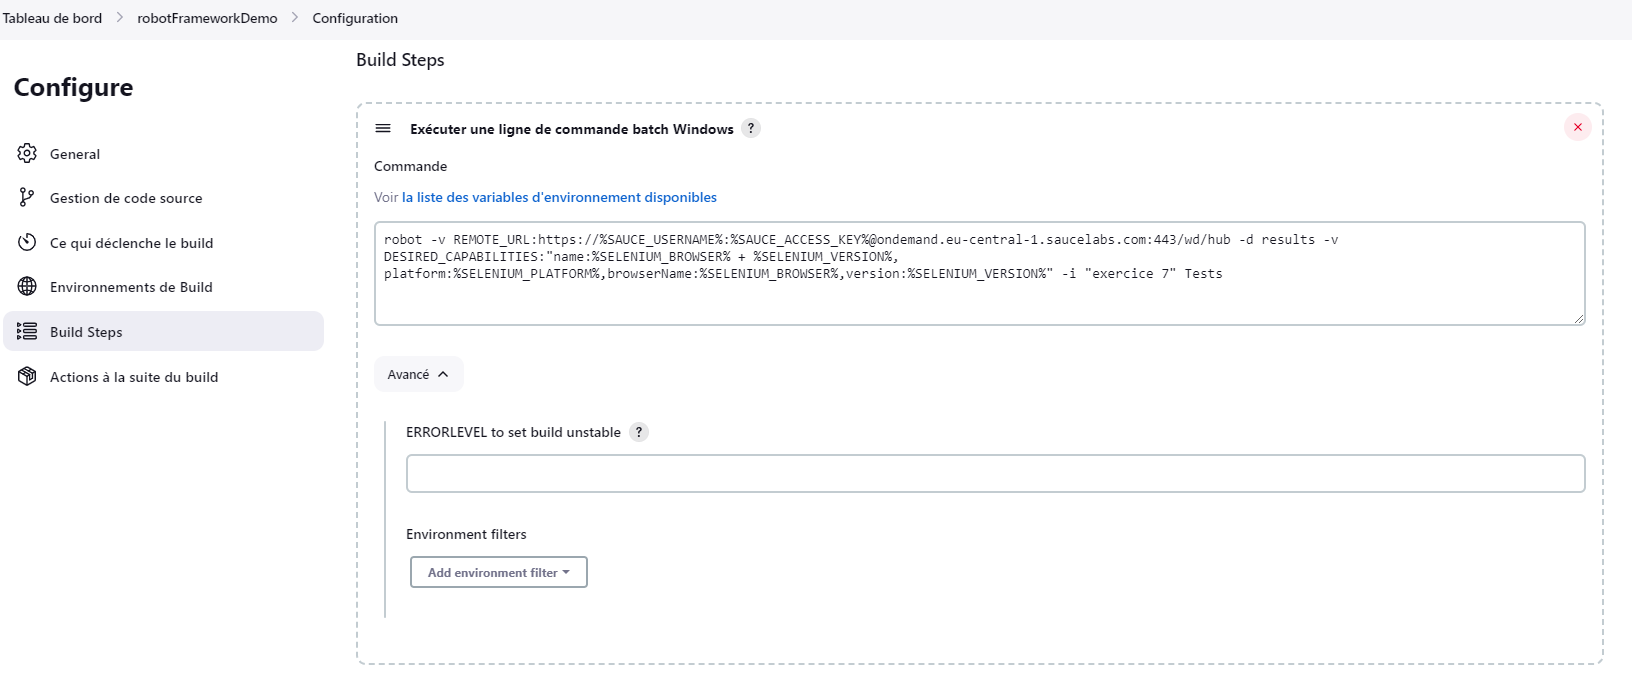 Tableau de bord > robotFrameworkDemo > Configuration
Configure
General
Gestion de code source
Ce qui déclenche le build
Environnements de Build
Build Steps
Actions à la suite du build
Build Steps
Exécuter une ligne de commande batch Windows ?
Commande
Voir la liste des variables d'environnement disponibles
robot -v REMOTE_URL:https://%SAUCE_USERNAME%:%SAUCE_ACCESS_KEY%@ondemand.eu-central-1.saucelabs.com:443/wd/hub -d results -v
DESIRED_CAPABILITIES:"name:%SELENIUM_BROWSER% + %SELENIUM_VERSION%,
platform:%SELENIUM_PLATFORM%,browserName:%SELENIUM_BROWSER%,version:%SELENIUM_VERSION%" -i "exercice 7" Tests
Avancé
ERRORLEVEL to set build unstable ?
Environment filters
Add environment filter